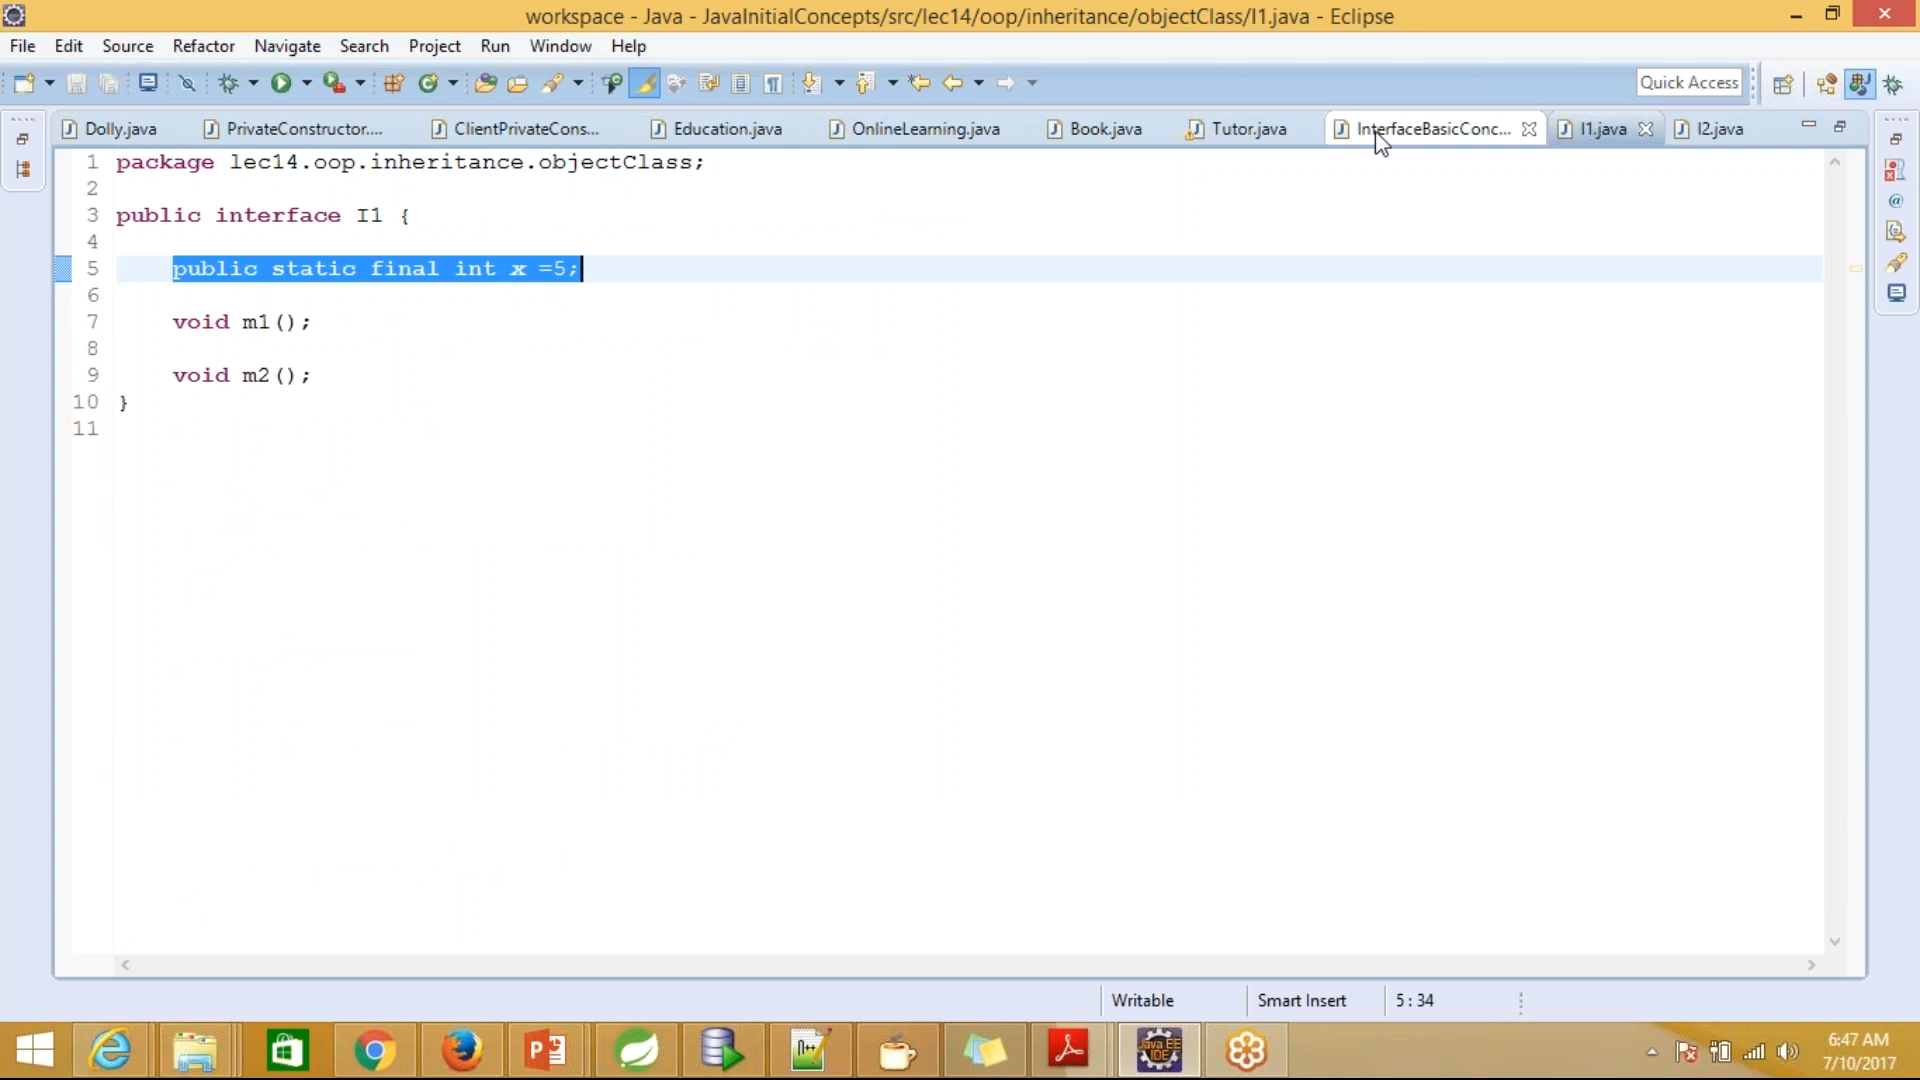 workspace - Java - JavaInitialConcepts/src/lec14/oop/inheritance/objectClass/I1.java - Eclipse
File Edit Source Refactor Navigate Search Project Run Window Help
Quick Access
Dolly.java PrivateConstructor.... ClientPrivateCons... Education.java OnlineLearning.java Book.java Tutor.java InterfaceBasicConc... I1.java I2.java
1 package lec14.oop.inheritance.objectClass;
2
3 public interface I1 {
4
5 public static final int x =5;
6
7 void m1();
8
9 void m2();
10 }
11
Writable Smart Insert 5 : 34
Java EE
IDE
6:47 AM
7/10/2017